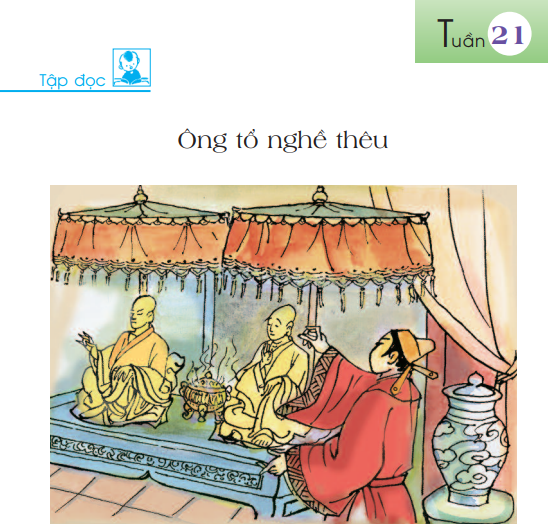 Tuần 21
Tập đọc
Ông tổ nghề thêu